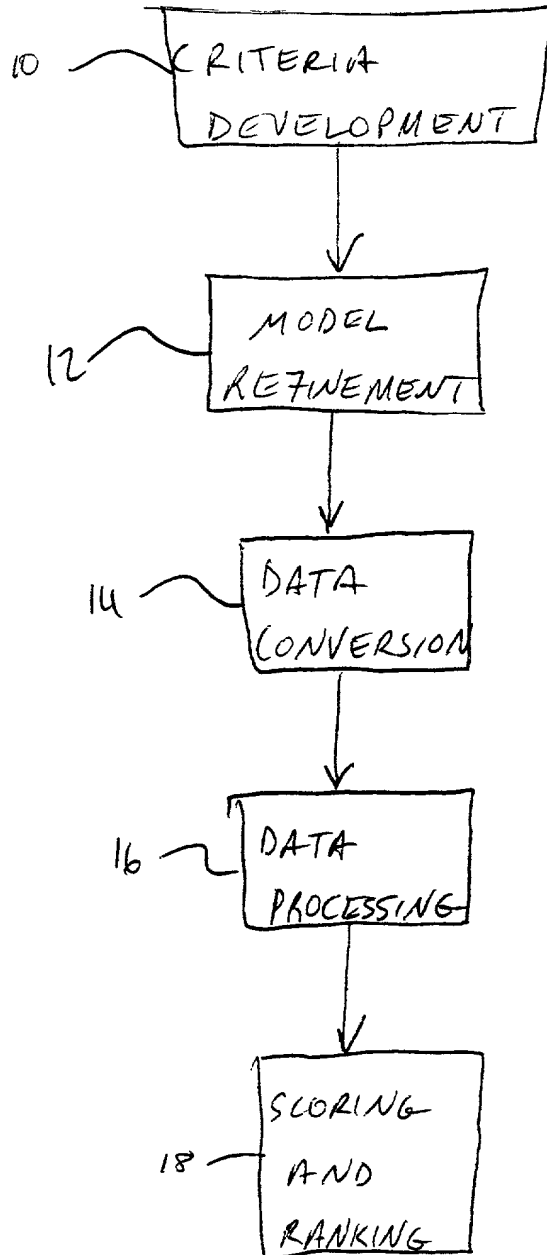 10
CRITERIA
DEVELOPMENT
12
MODEL
REFINEMENT
14
DATA
CONVERSION
16
DATA
PROCESSING
18
SCORING
AND
RANKING